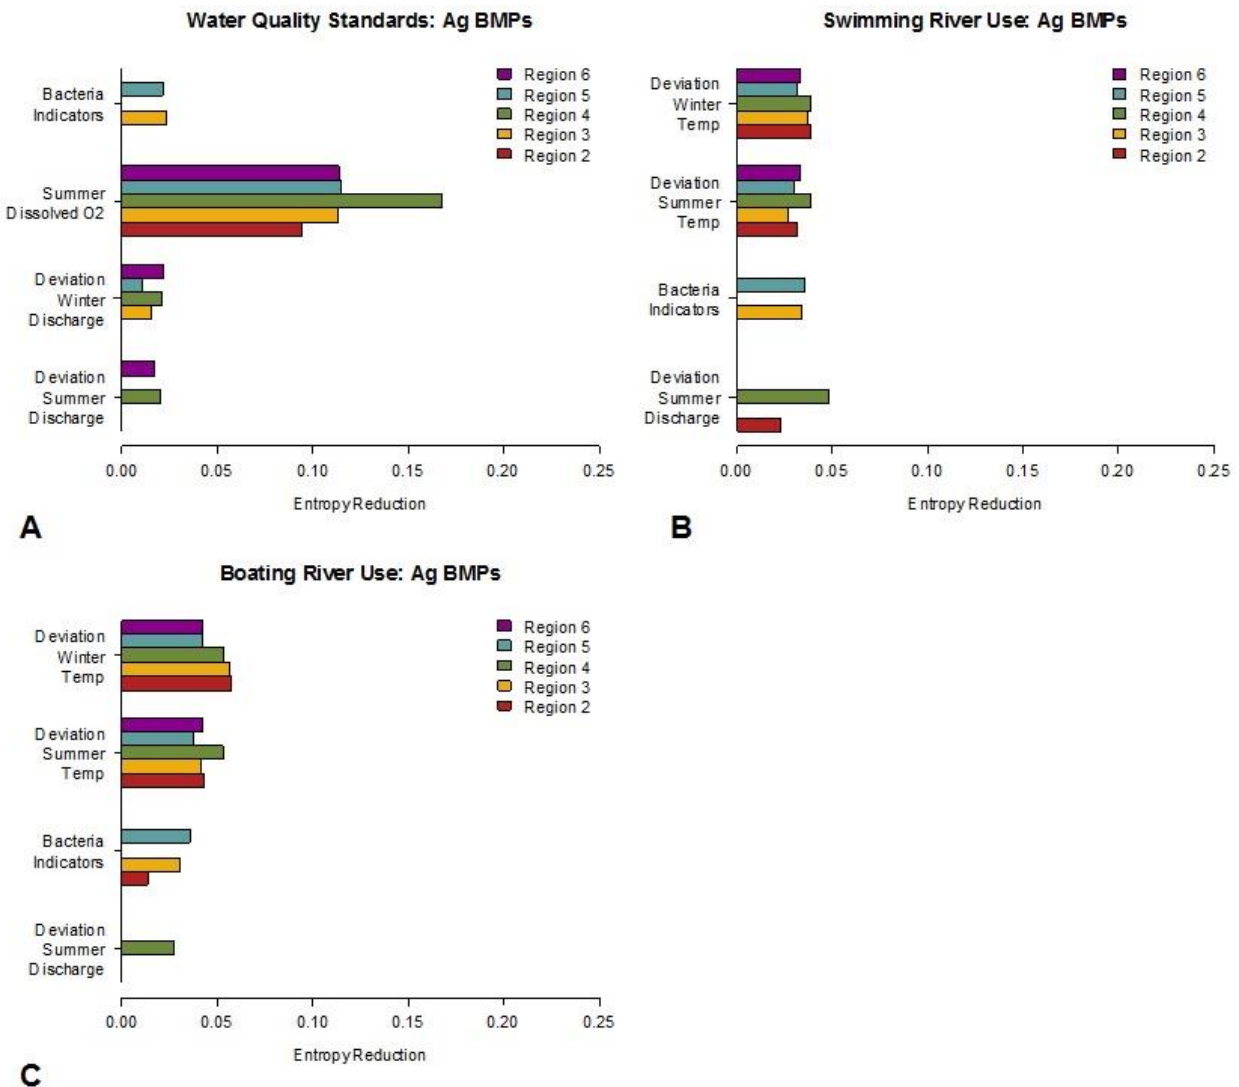 Water Quality Standards: Ag BMPs
Region 6
Region 5
Region 4
Region 3
Region 2
Bacteria
Indicators
Summer
Dissolved O2
Deviation
Winter
Discharge
Deviation
Summer
Discharge
0.00 0.05 0.10 0.15 0.20 0.25
Entropy Reduction
A
Swimming River Use: Ag BMPs
Region 6
Region 5
Region 4
Region 3
Region 2
Deviation
Winter
Temp
Deviation
Summer
Temp
Bacteria
Indicators
Deviation
Summer
Discharge
0.00 0.05 0.10 0.15 0.20 0.25
Entropy Reduction
B
Boating River Use: Ag BMPs
Region 6
Region 5
Region 4
Region 3
Region 2
Deviation
Winter
Temp
Deviation
Summer
Temp
Bacteria
Indicators
Deviation
Summer
Discharge
0.00 0.05 0.10 0.15 0.20 0.25
Entropy Reduction
C